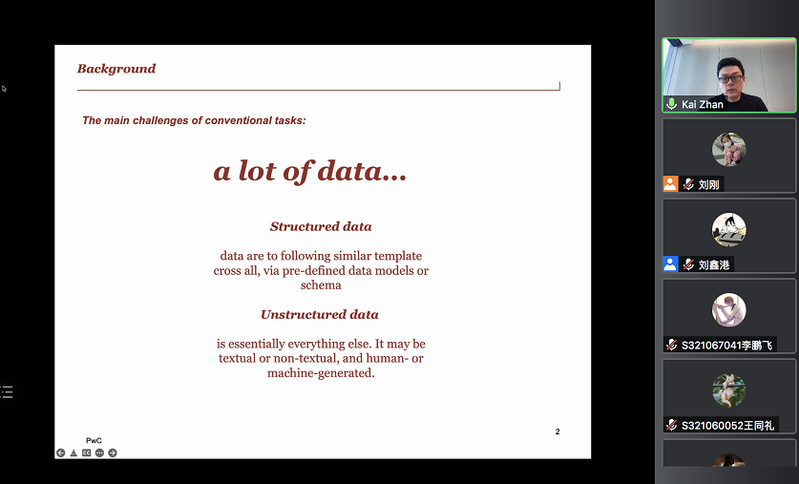 Background
The main challenges of conventional tasks:
a lot of data...
Structured data
data are to following similar template
cross all, via pre-defined data models or
schema
Unstructured data
is essentially everything else. It may be
textual or non-textual, and human- or
machine-generated.
PwC
2
Kai Zhan
刘刚
刘鑫港
S321067041李鹏飞
S321060052王同礼